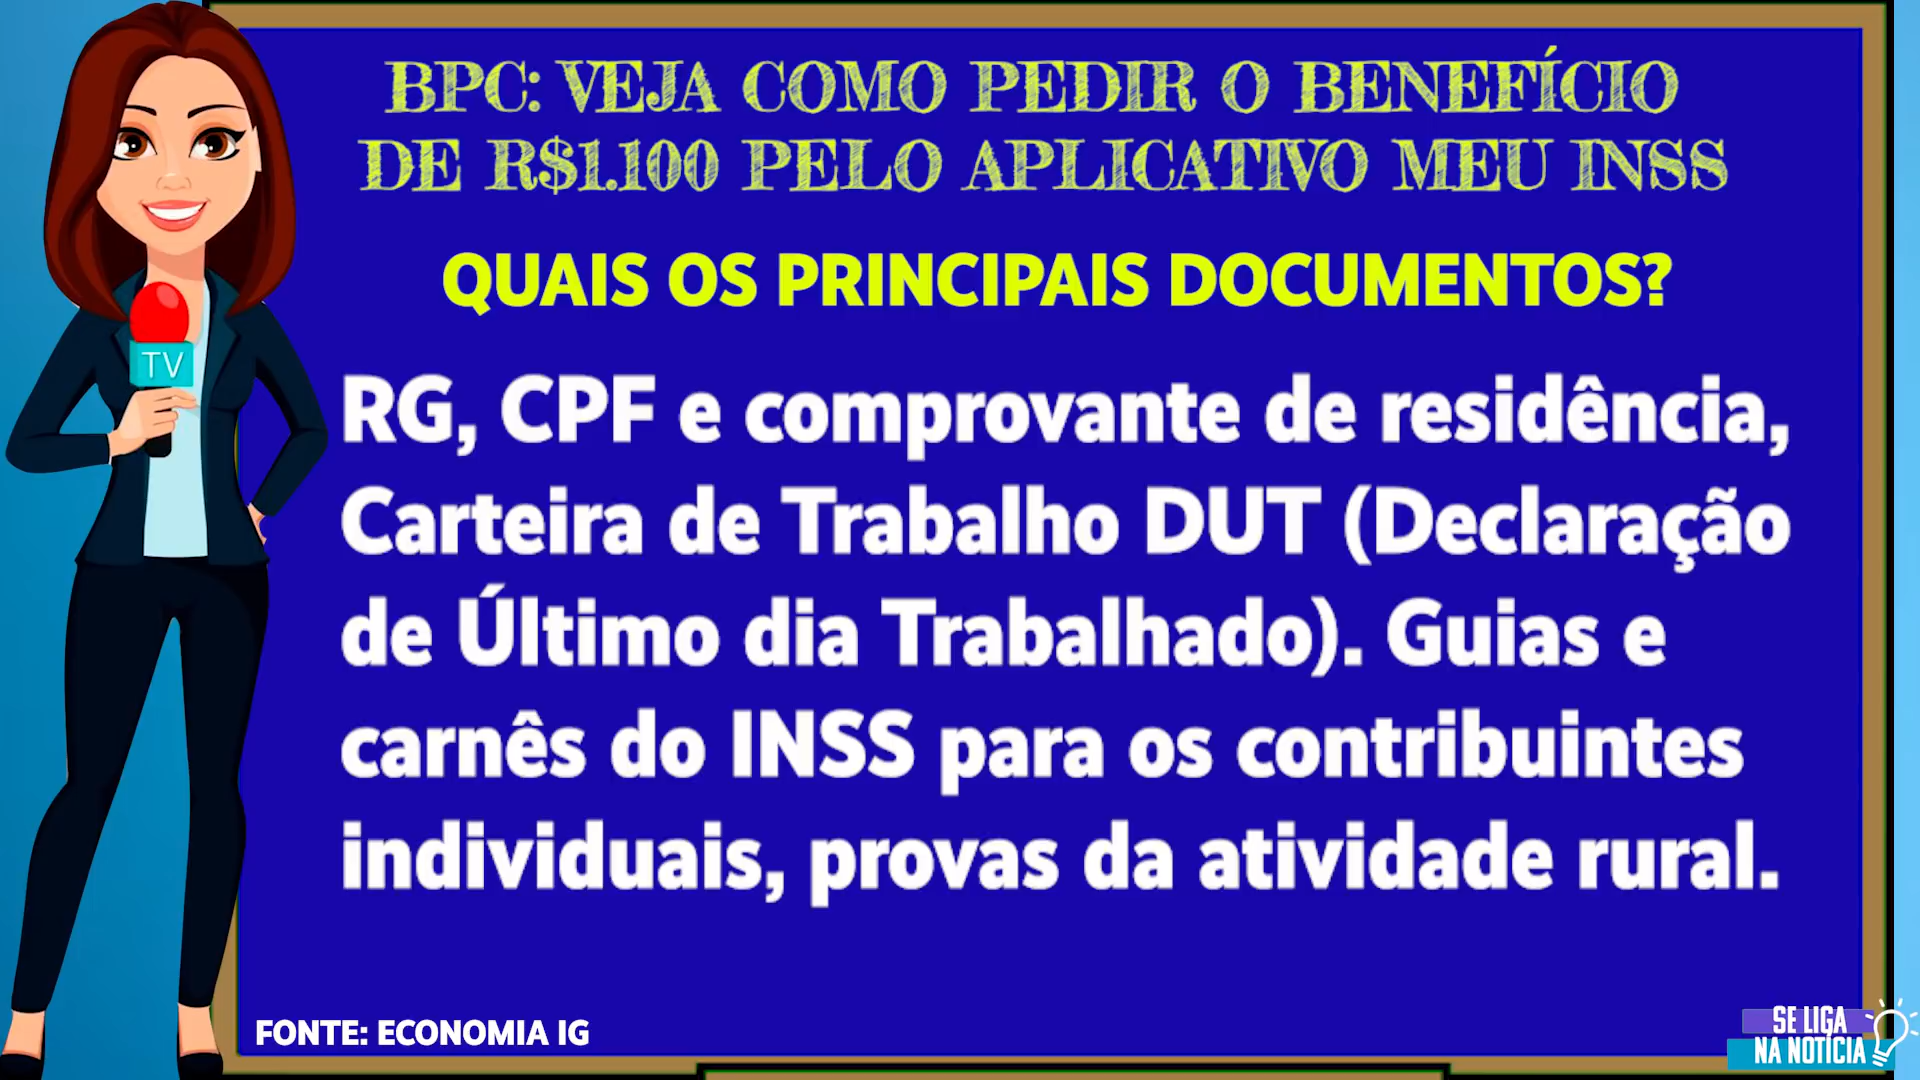 BPC: VEJA COMO PEDIR O BENEFÍCIO
DE R$1.100 PELO APLICATIVO MEU INSS
QUAIS OS PRINCIPAIS DOCUMENTOS?
TV
RG, CPF e comprovante de residência,
Carteira de Trabalho DUT (Declaração
de Último dia Trabalhado). Guias e
carnês do INSS para os contribuintes
individuais, provas da atividade rural.
FONTE: ECONOMIA IG
SE LIGA
NA NOTÍCIA